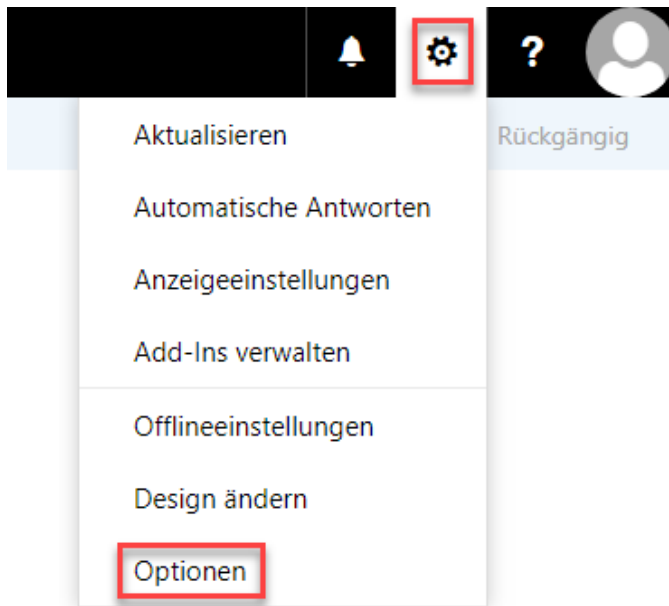 ?
Aktualisieren
Rückgängig
Automatische Antworten
Anzeigeeinstellungen
Add-Ins verwalten
Offlineeinstellungen
Design ändern
Optionen